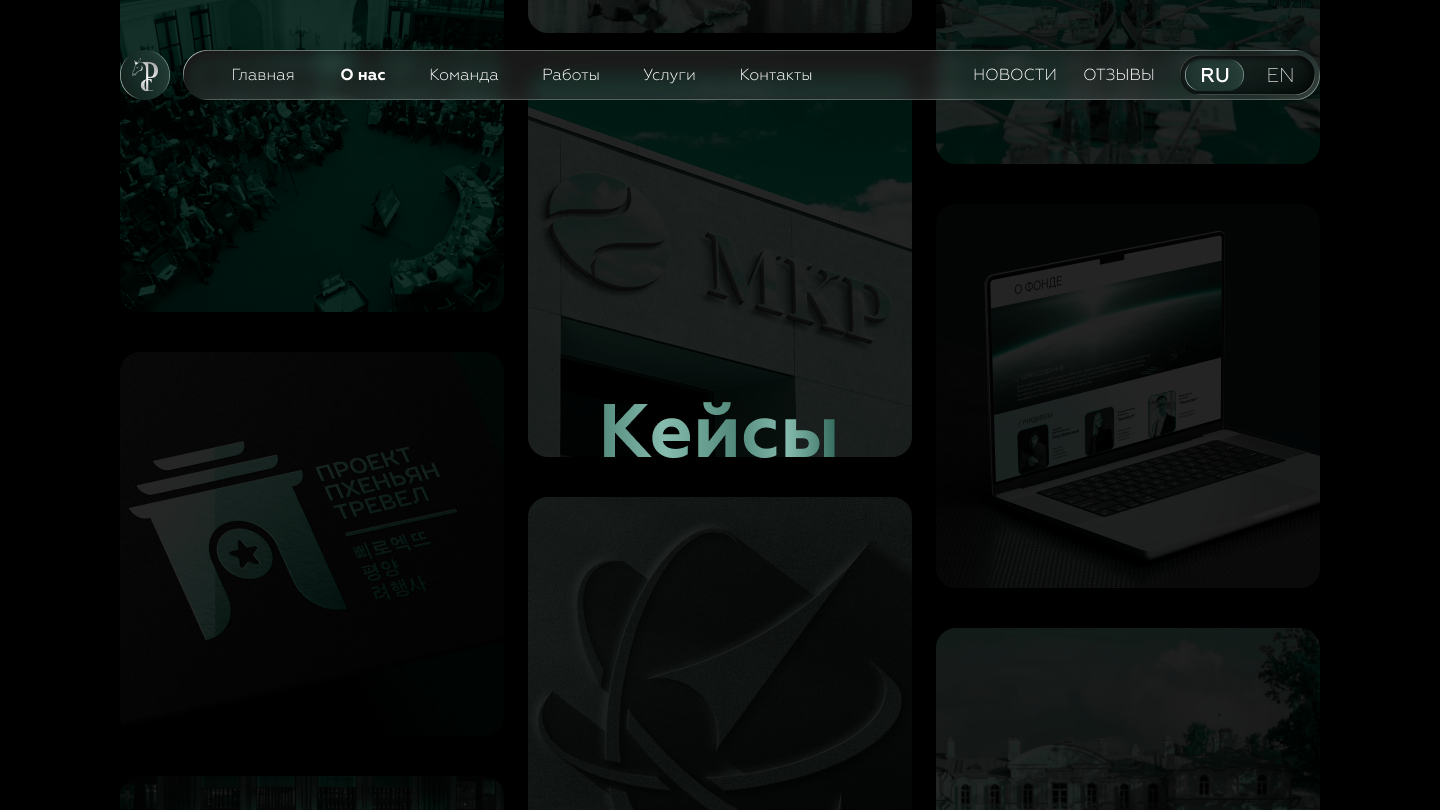 Главная
О нас
Команда
Работы
Услуги
Контакты
НОВОСТИ
ОТЗЫВЫ
RU
EN
МКР
О ФОНДЕ
Кейсы
ПРОЕКТ
ПХЕНЬЯН
ТРЕВЕЛ
삐로엑뜨
평양
려행사